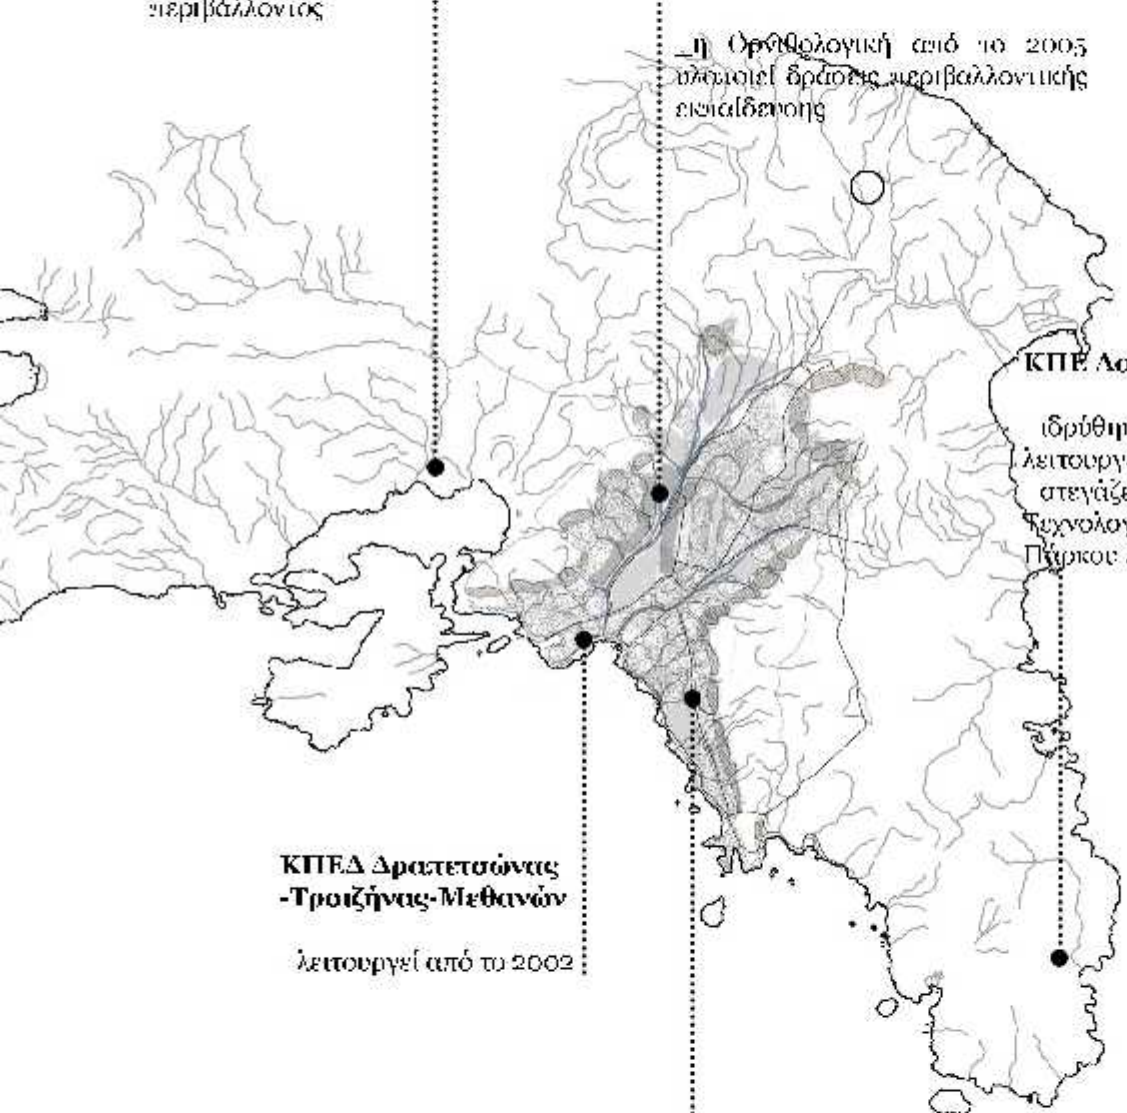 περιβάλλοντος
_η Ορνιθολογική από το 2005
υλοποιεί δράσεις περιβαλλοντικής
εκπαίδευσης
ΚΠΕ Λα
ιδρύθη
λειτουργ
στεγάζε
Τεχνολογ
Πάρκου
ΚΠΕΔ Δραπετσώνας
-Τροιζήνας-Μεθανών
λειτουργεί από το 2002